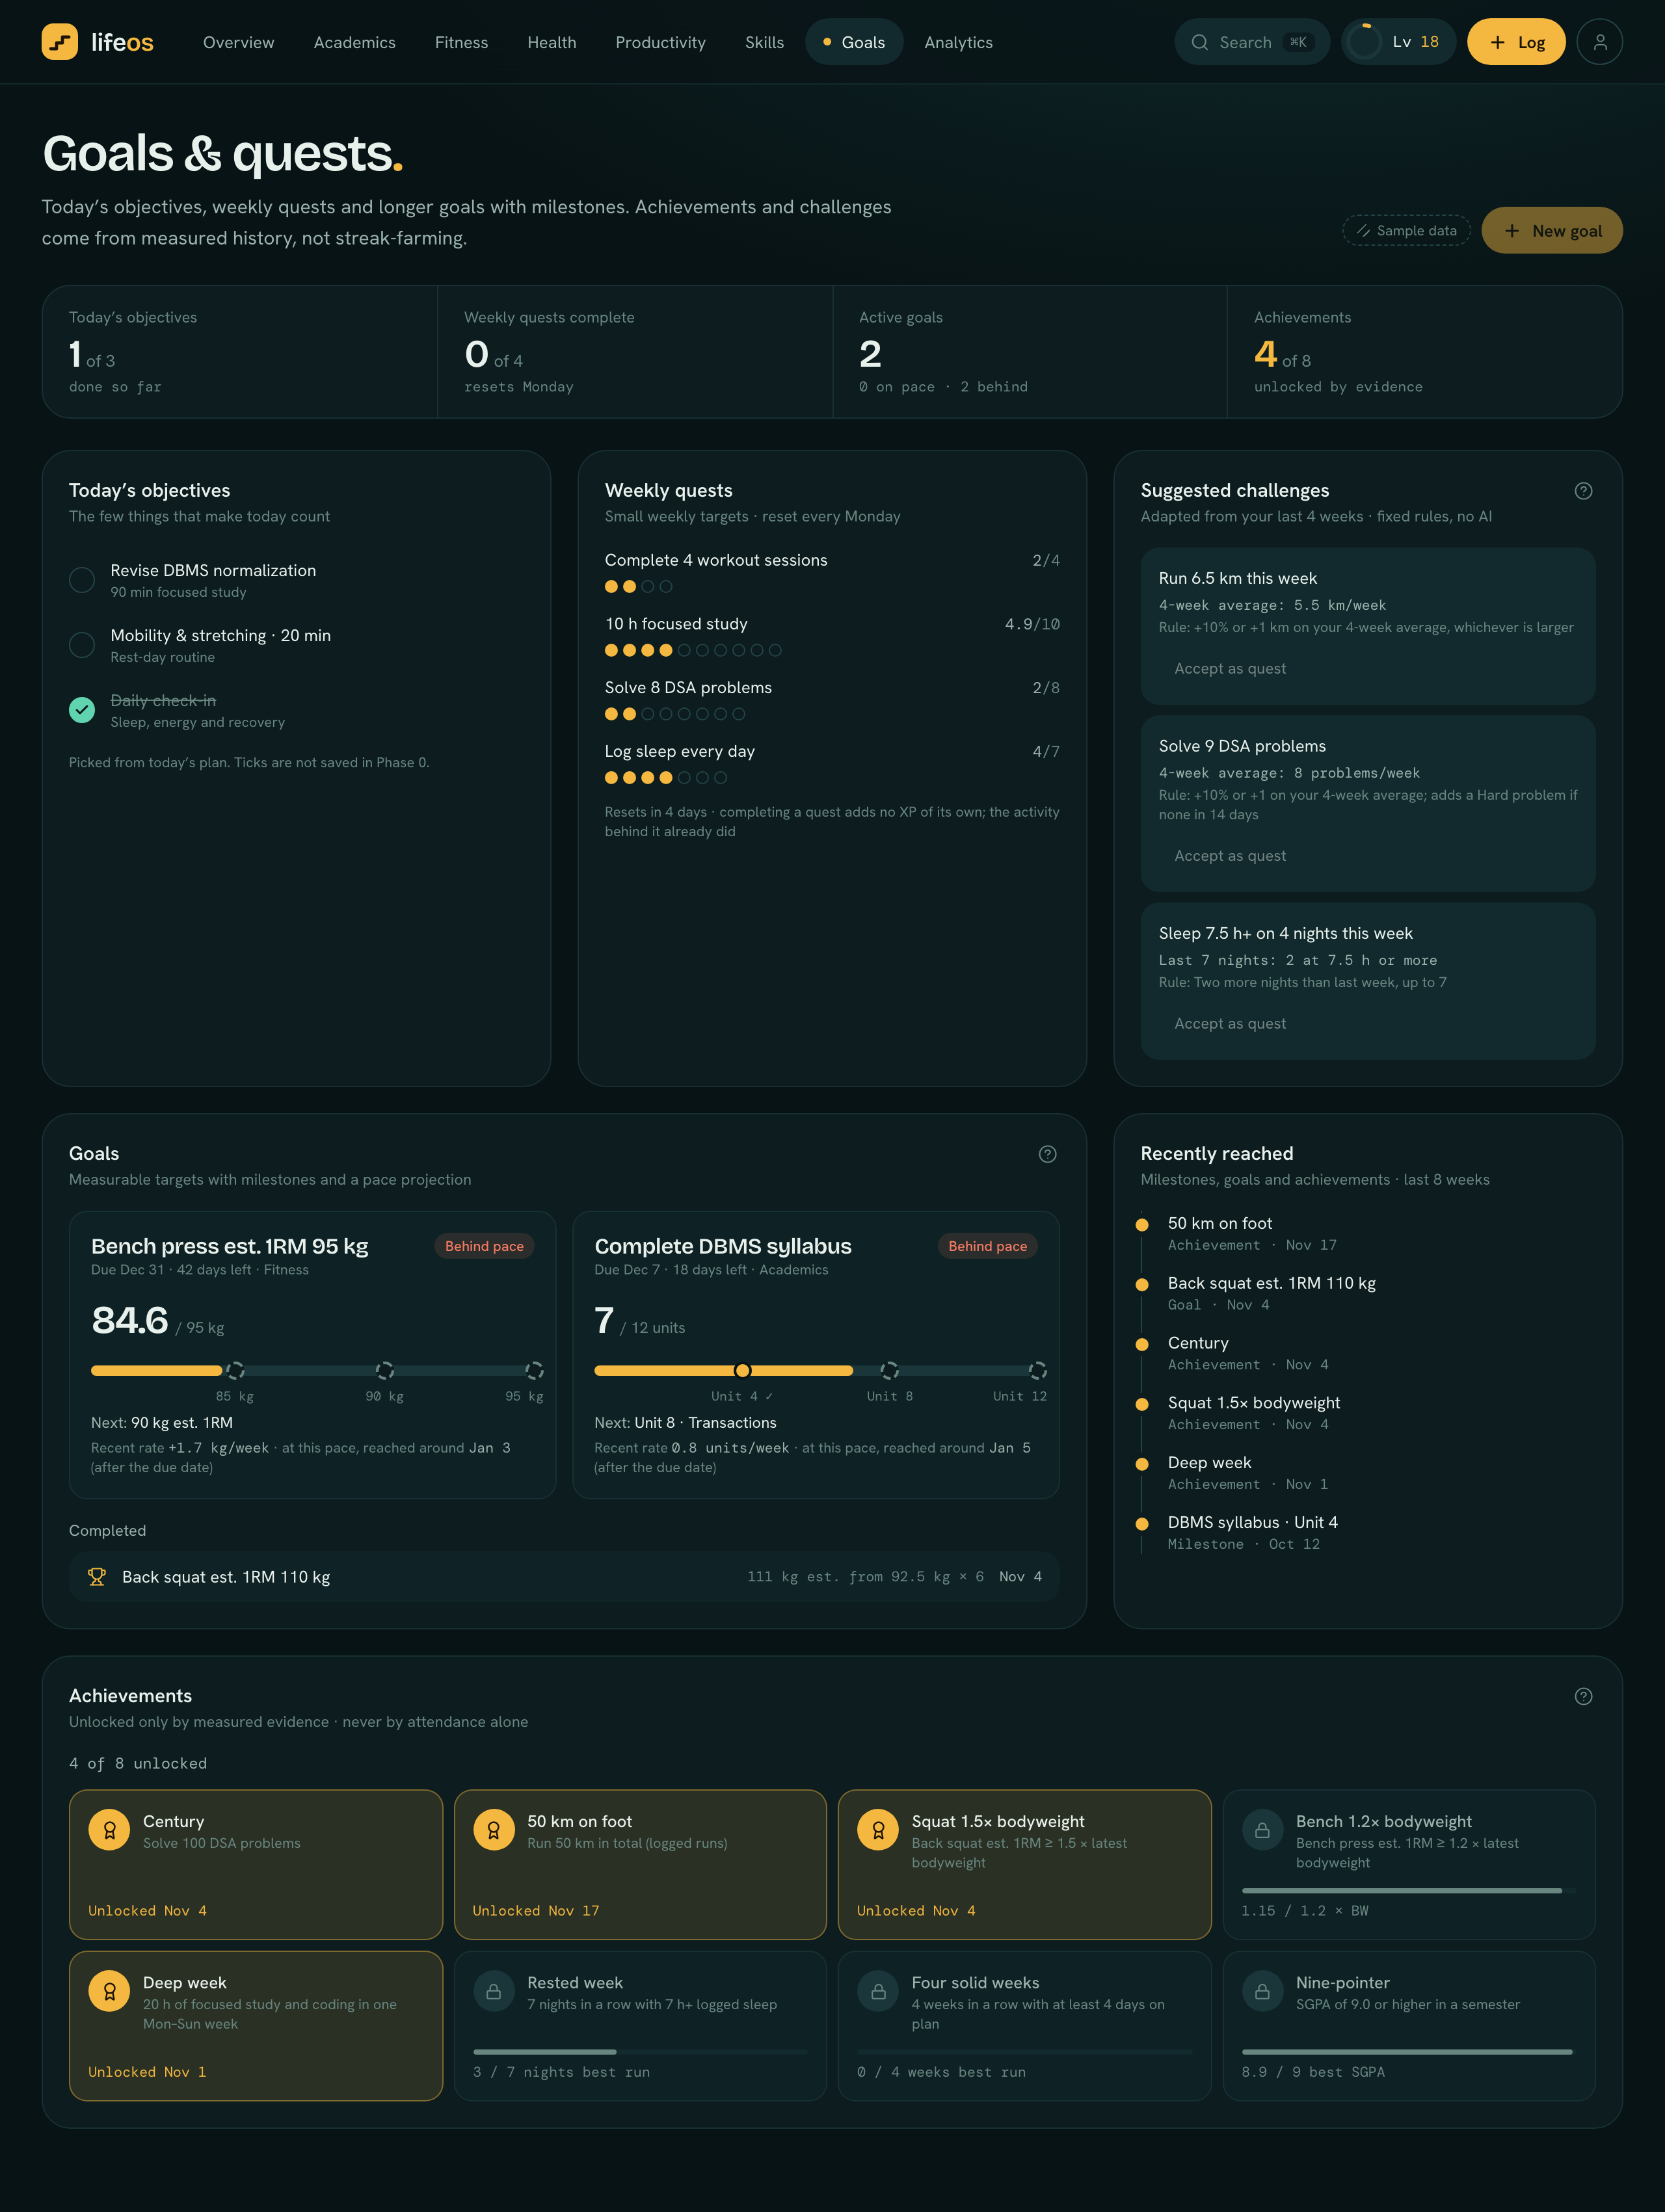 lifeos
Overview
Academics
Fitness
Health
Productivity
Skills
Goals
Analytics
Search ⌘K
Lv 18
+ Log
Goals & quests.
Today’s objectives, weekly quests and longer goals with milestones. Achievements and challenges
come from measured history, not streak-farming.
Sample data
+ New goal
Today’s objectives
1 of 3
done so far
Weekly quests complete
0 of 4
resets Monday
Active goals
2
0 on pace · 2 behind
Achievements
4 of 8
unlocked by evidence
Today’s objectives
The few things that make today count
Revise DBMS normalization
90 min focused study
Mobility & stretching · 20 min
Rest-day routine
Daily check-in
Sleep, energy and recovery
Picked from today’s plan. Ticks are not saved in Phase 0.
Weekly quests
Small weekly targets · reset every Monday
Complete 4 workout sessions 2/4
10 h focused study 4.9/10
Solve 8 DSA problems 2/8
Log sleep every day 4/7
Resets in 4 days · completing a quest adds no XP of its own; the activity
behind it already did
Suggested challenges
Adapted from your last 4 weeks · fixed rules, no AI
Run 6.5 km this week
4-week average: 5.5 km/week
Rule: +10% or +1 km on your 4-week average, whichever is larger
Accept as quest
Solve 9 DSA problems
4-week average: 8 problems/week
Rule: +10% or +1 on your 4-week average; adds a Hard problem if
none in 14 days
Accept as quest
Sleep 7.5 h+ on 4 nights this week
Last 7 nights: 2 at 7.5 h or more
Rule: Two more nights than last week, up to 7
Accept as quest
Goals
Measurable targets with milestones and a pace projection
Bench press est. 1RM 95 kg
Behind pace
Due Dec 31 · 42 days left · Fitness
84.6 / 95 kg
85 kg 90 kg 95 kg
Next: 90 kg est. 1RM
Recent rate +1.7 kg/week · at this pace, reached around Jan 3
(after the due date)
Complete DBMS syllabus
Behind pace
Due Dec 7 · 18 days left · Academics
7 / 12 units
Unit 4 ✓ Unit 8 Unit 12
Next: Unit 8 · Transactions
Recent rate 0.8 units/week · at this pace, reached around Jan 5
(after the due date)
Completed
Back squat est. 1RM 110 kg 111 kg est. from 92.5 kg × 6 Nov 4
Recently reached
Milestones, goals and achievements · last 8 weeks
50 km on foot
Achievement · Nov 17
Back squat est. 1RM 110 kg
Goal · Nov 4
Century
Achievement · Nov 4
Squat 1.5× bodyweight
Achievement · Nov 4
Deep week
Achievement · Nov 1
DBMS syllabus · Unit 4
Milestone · Oct 12
Achievements
Unlocked only by measured evidence · never by attendance alone
4 of 8 unlocked
Century
Solve 100 DSA problems
Unlocked Nov 4
50 km on foot
Run 50 km in total (logged runs)
Unlocked Nov 17
Squat 1.5× bodyweight
Back squat est. 1RM ≥ 1.5 × latest
bodyweight
Unlocked Nov 4
Bench 1.2× bodyweight
Bench press est. 1RM ≥ 1.2 × latest
bodyweight
1.15 / 1.2 × BW
Deep week
20 h of focused study and coding in one
Mon–Sun week
Unlocked Nov 1
Rested week
7 nights in a row with 7 h+ logged sleep
3 / 7 nights best run
Four solid weeks
4 weeks in a row with at least 4 days on
plan
0 / 4 weeks best run
Nine-pointer
SGPA of 9.0 or higher in a semester
8.9 / 9 best SGPA